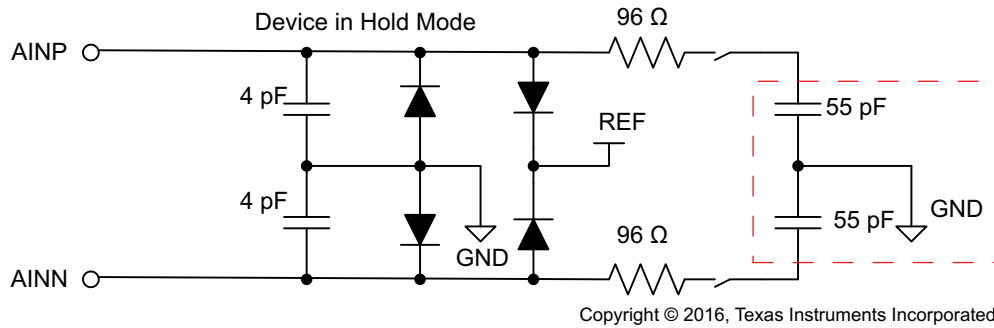 Device in Hold Mode
96 Ω
AINP
4 pF
55 pF
REF
4 pF
55 pF
GND
GND
96 Ω
AINN
Copyright © 2016, Texas Instruments Incorporated